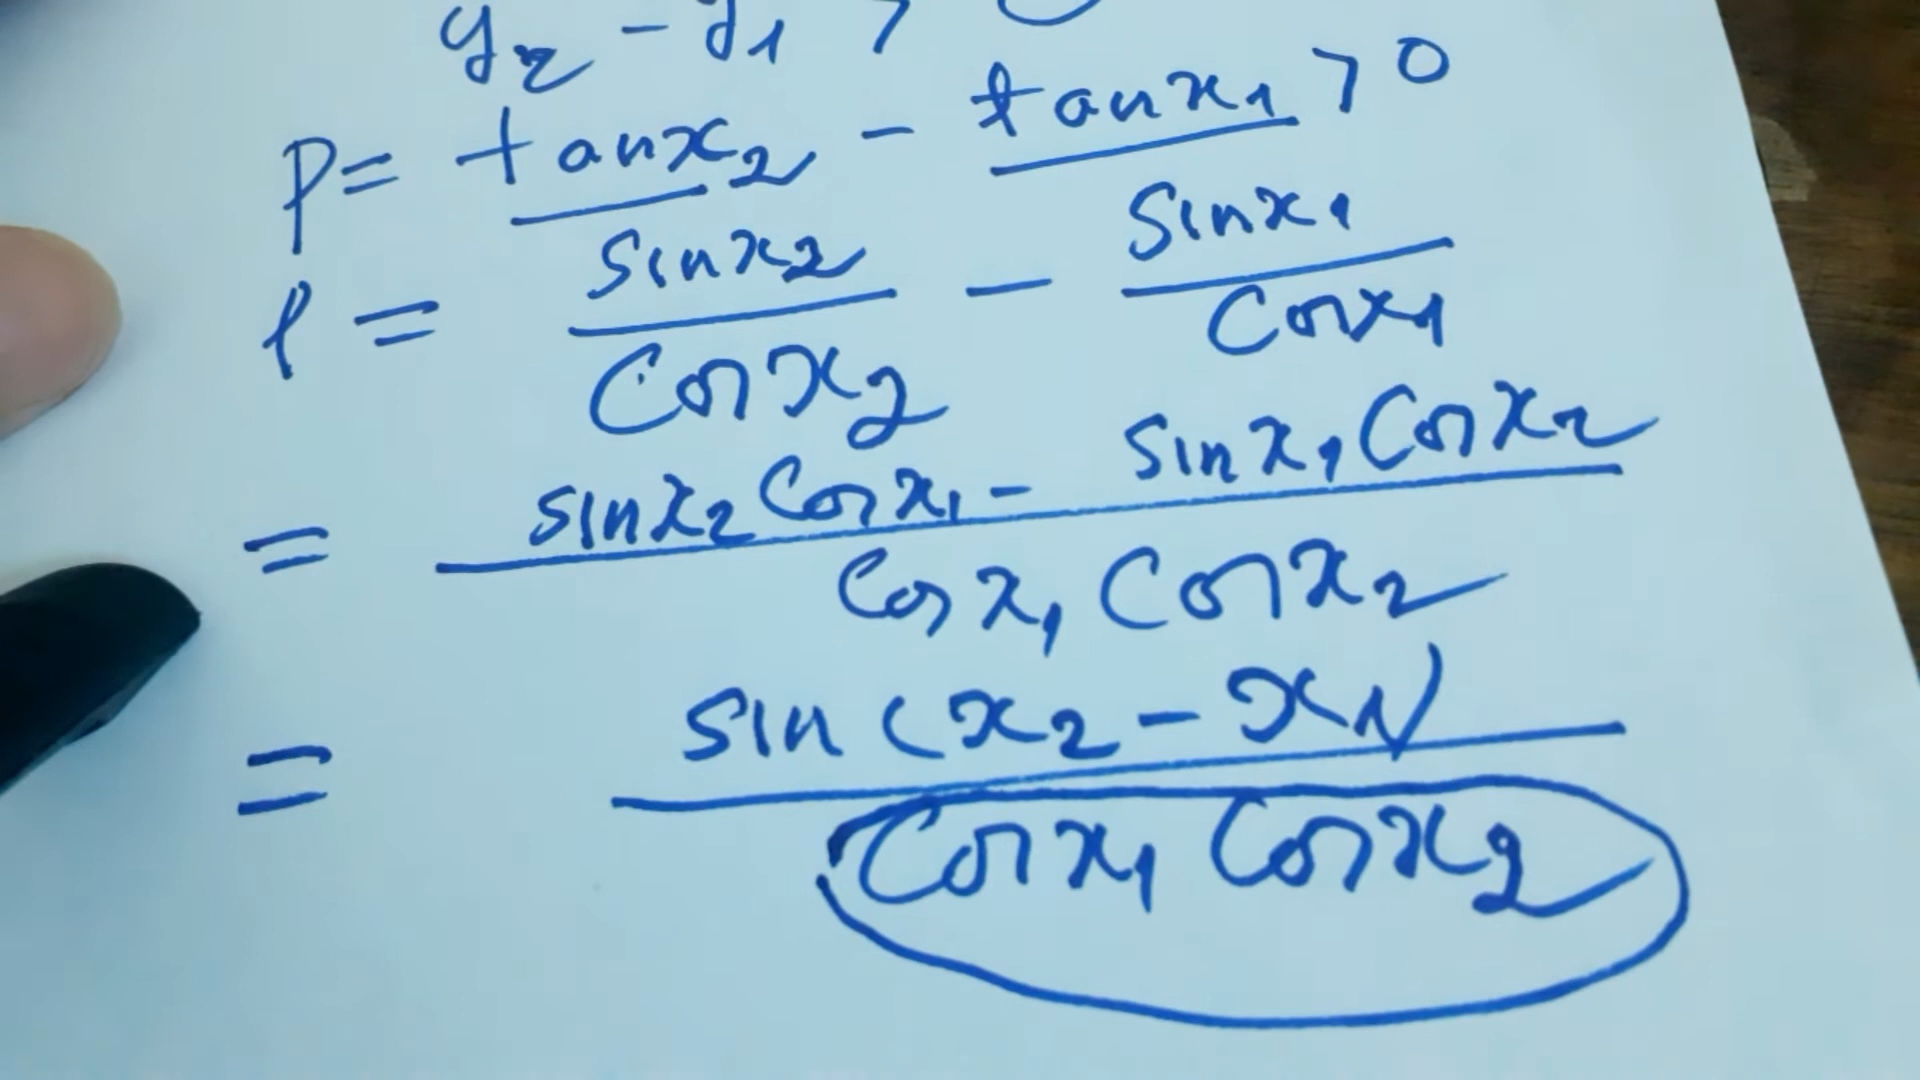 y₂ - y₁ >
P = tanx₂ - tanx₁ > 0
P = sinx₂/cosx₂ - sinx₁/cosx₁
= sinx₂ cosx₁ - sinx₁ cosx₂ / cosx₁ cosx₂
= sin(x₂ - x₁) / cosx₁ cosx₂